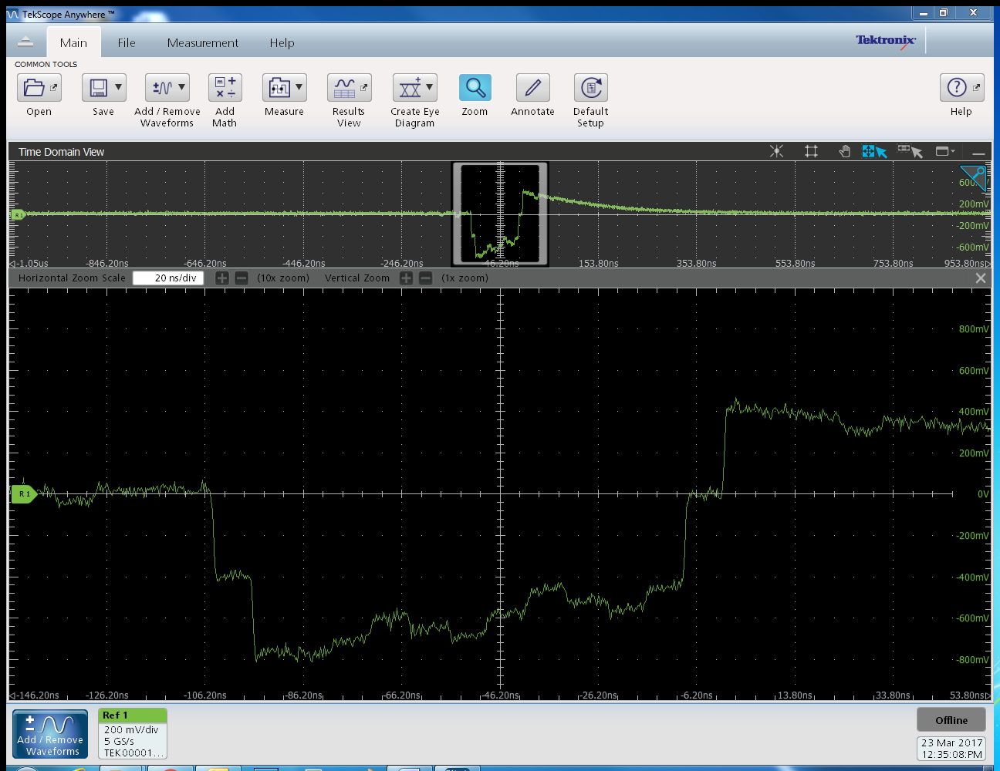 TekScope Anywhere ™
Main File Measurement Help
Tektronix
COMMON TOOLS
Open
Save
Add / Remove
Waveforms
Add
Math
Measure
Results
View
Create Eye
Diagram
Zoom
Annotate
Default
Setup
Help
Time Domain View
R1
200mV
-200mV
-600mV
-1.05us -846.20ns -646.20ns -446.20ns -246.20ns -46.20ns 153.80ns 353.80ns 553.80ns 753.80ns 953.80ns
Horizontal Zoom Scale 20 ns/div (10x zoom) Vertical Zoom (1x zoom)
800mV
600mV
400mV
200mV
R 1 0V
-200mV
-400mV
-600mV
-800mV
-146.20ns -126.20ns -106.20ns -86.20ns -66.20ns -46.20ns -26.20ns -6.20ns 13.80ns 33.80ns 53.80ns
Add / Remove
Waveforms
Ref 1
200 mV/div
5 GS/s
TEK00001...
Offline
23 Mar 2017
12:35:08:PM